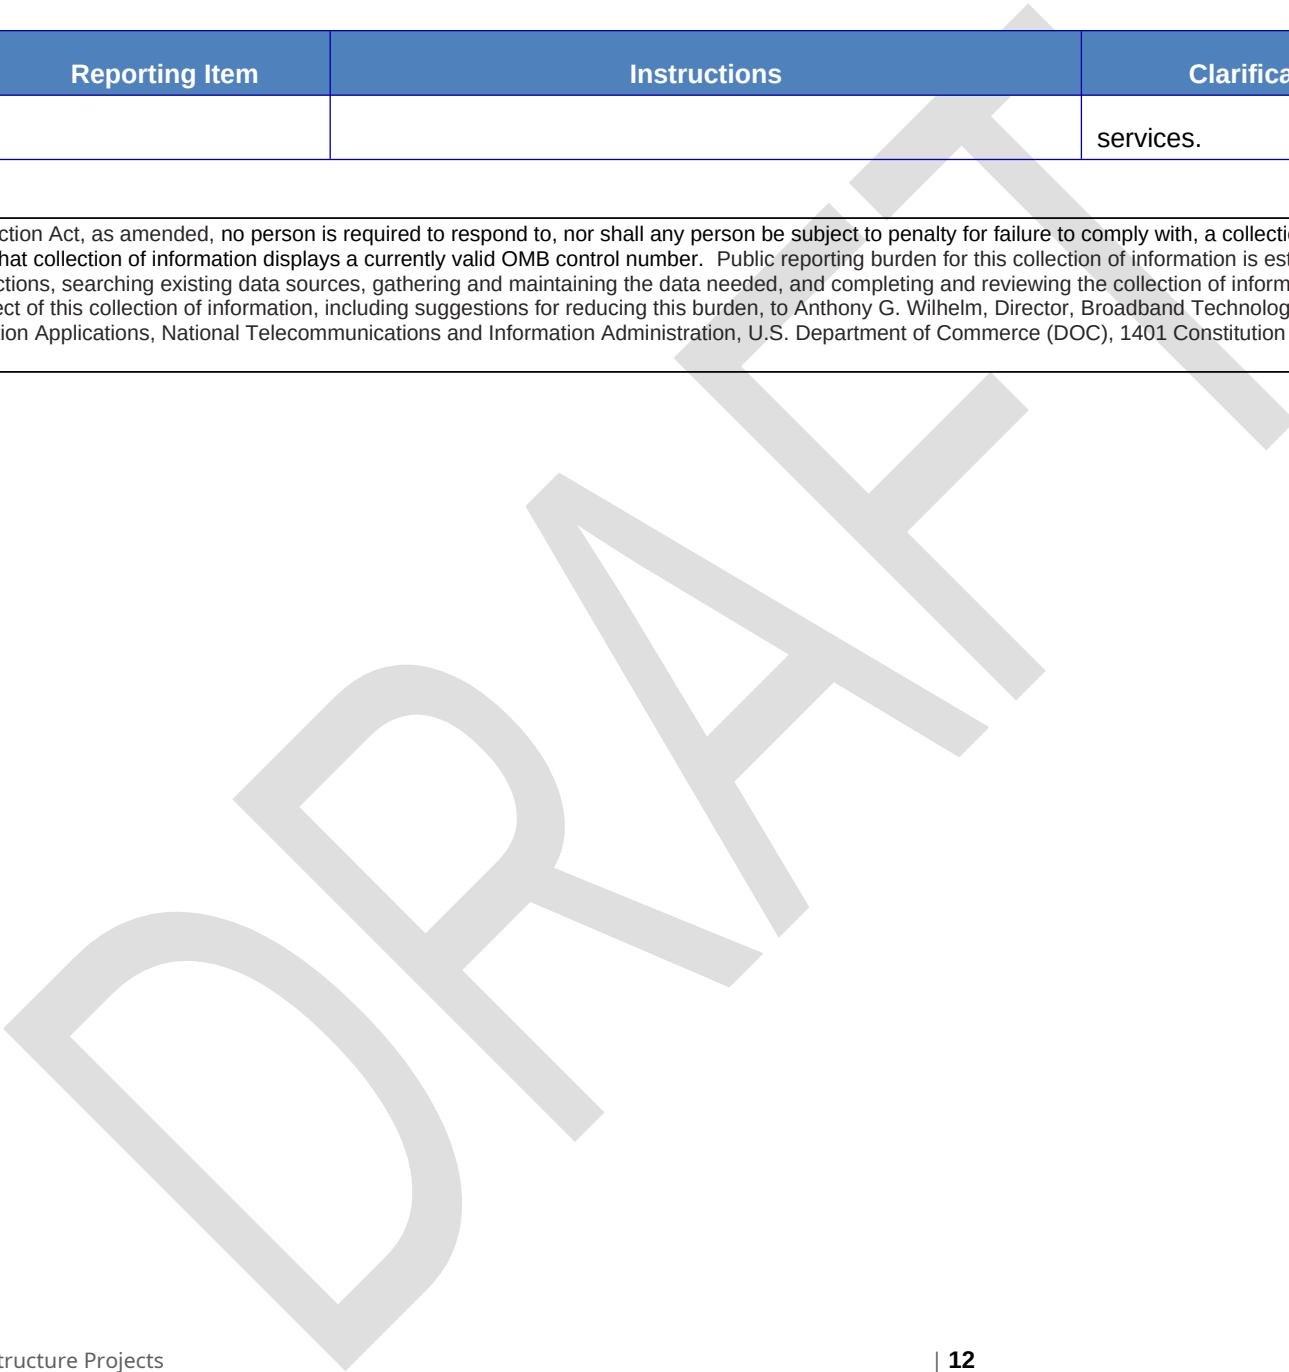 Reporting Item Instructions Clarifica
services.
ction Act, as amended, no person is required to respond to, nor shall any person be subject to penalty for failure to comply with, a collecti
hat collection of information displays a currently valid OMB control number.  Public reporting burden for this collection of information is est
ctions, searching existing data sources, gathering and maintaining the data needed, and completing and reviewing the collection of inform
ect of this collection of information, including suggestions for reducing this burden, to Anthony G. Wilhelm, Director, Broadband Technolog
ion Applications, National Telecommunications and Information Administration, U.S. Department of Commerce (DOC), 1401 Constitution
DRAFT
tructure Projects | 12